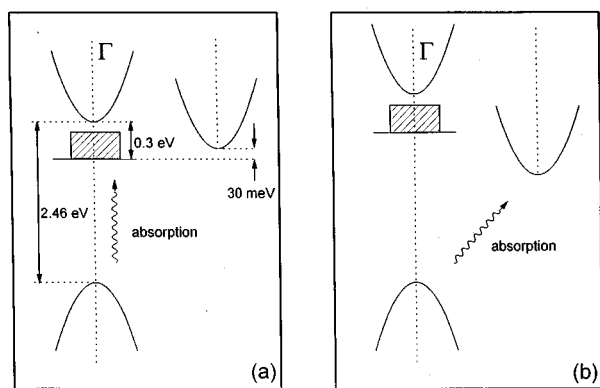 Γ
0.3 eV
30 meV
2.46 eV
absorption
(a)
Γ
absorption
(b)